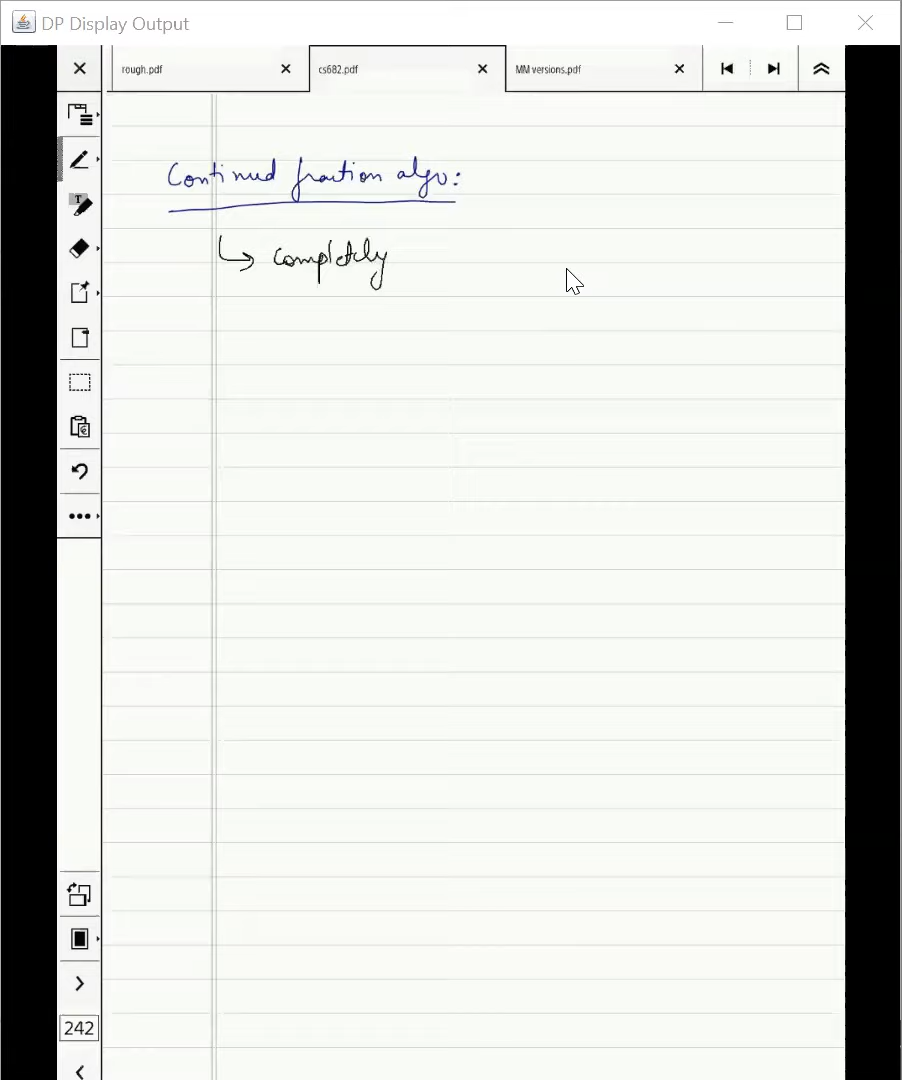 DP Display Output
rough.pdf
cs682.pdf
MM versions.pdf
Continued fraction algo:
↳ completely
242